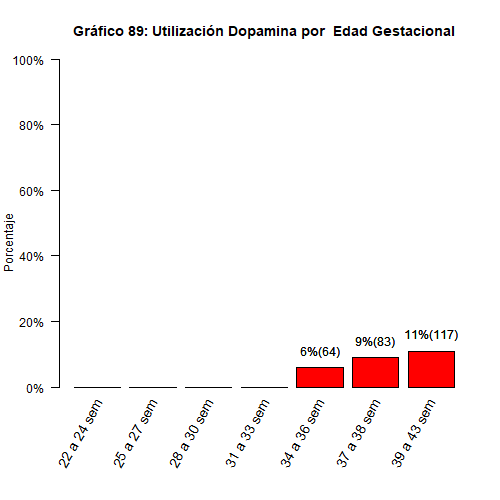 Gráfico 89: Utilización Dopamina por  Edad Gestacional
Porcentaje
100%
80%
60%
40%
20%
0%
6%(64)
9%(83)
11%(117)
22 a 24 sem
25 a 27 sem
28 a 30 sem
31 a 33 sem
34 a 36 sem
37 a 38 sem
39 a 43 sem